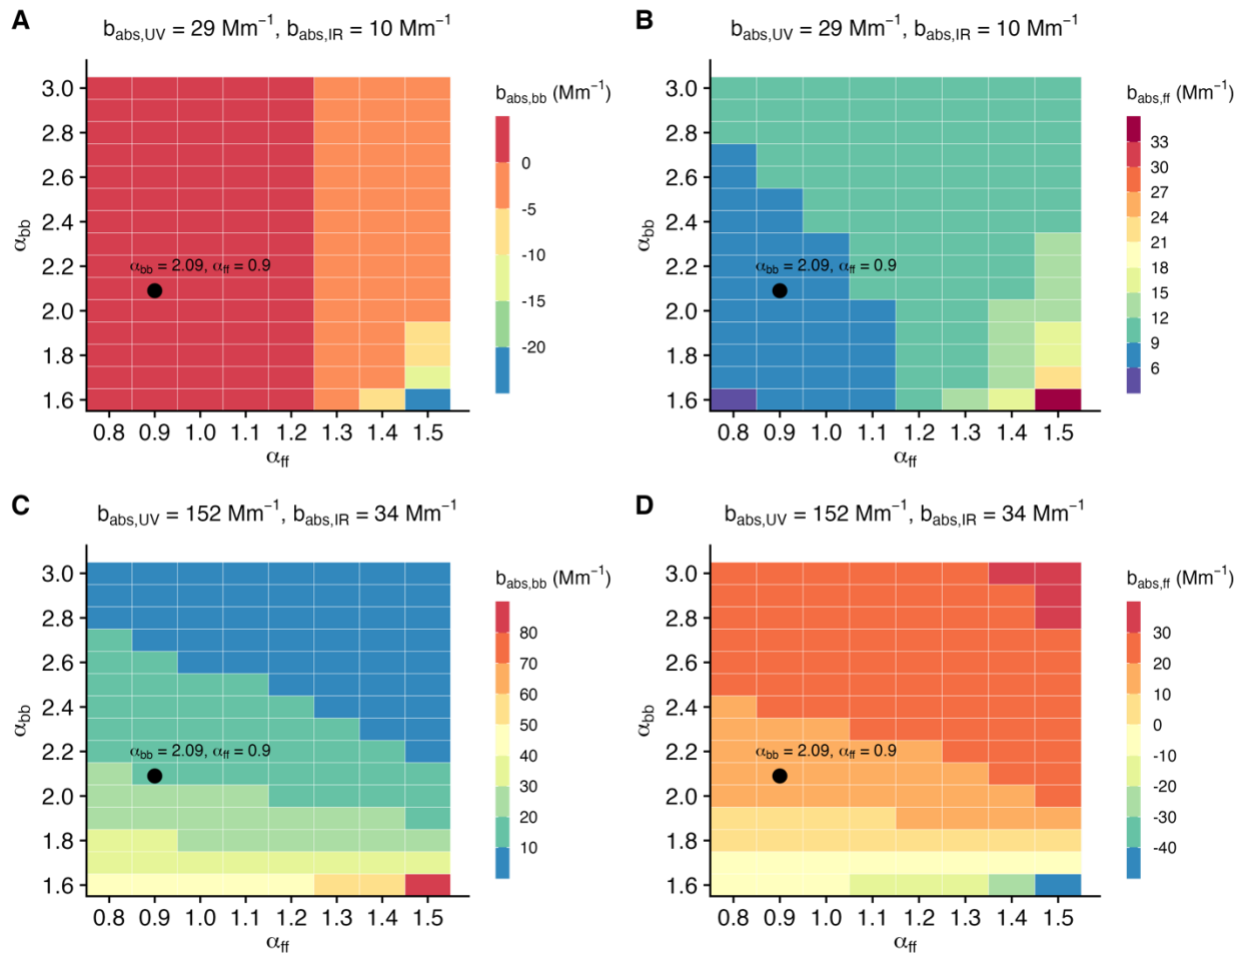 A
b_abs,UV = 29 Mm⁻¹, b_abs,IR = 10 Mm⁻¹
3.0
2.8
2.6
2.4
2.2
2.0
1.8
1.6
α_bb
α_bb = 2.09, α_ff = 0.9
0.8 0.9 1.0 1.1 1.2 1.3 1.4 1.5
α_ff
b_abs,bb (Mm⁻¹)
0
-5
-10
-15
-20
B
b_abs,UV = 29 Mm⁻¹, b_abs,IR = 10 Mm⁻¹
3.0
2.8
2.6
2.4
2.2
2.0
1.8
1.6
α_bb
α_bb = 2.09, α_ff = 0.9
0.8 0.9 1.0 1.1 1.2 1.3 1.4 1.5
α_ff
b_abs,ff (Mm⁻¹)
33
30
27
24
21
18
15
12
9
6
C
b_abs,UV = 152 Mm⁻¹, b_abs,IR = 34 Mm⁻¹
3.0
2.8
2.6
2.4
2.2
2.0
1.8
1.6
α_bb
α_bb = 2.09, α_ff = 0.9
0.8 0.9 1.0 1.1 1.2 1.3 1.4 1.5
α_ff
b_abs,bb (Mm⁻¹)
80
70
60
50
40
30
20
10
D
b_abs,UV = 152 Mm⁻¹, b_abs,IR = 34 Mm⁻¹
3.0
2.8
2.6
2.4
2.2
2.0
1.8
1.6
α_bb
α_bb = 2.09, α_ff = 0.9
0.8 0.9 1.0 1.1 1.2 1.3 1.4 1.5
α_ff
b_abs,ff (Mm⁻¹)
30
20
10
0
-10
-20
-30
-40